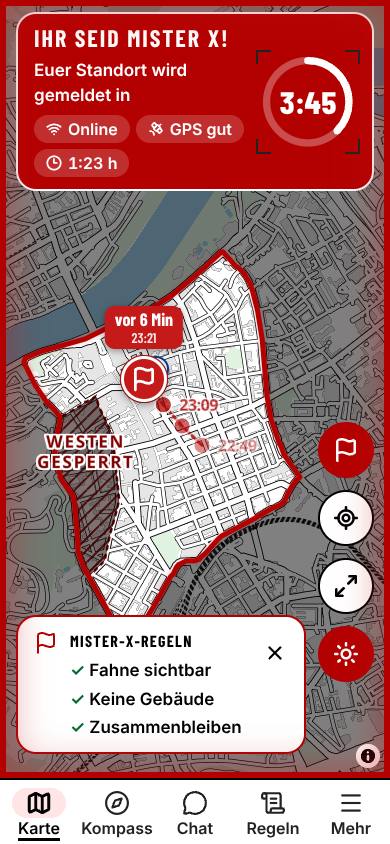 IHR SEID MISTER X!
Euer Standort wird
gemeldet in
3:45
Online
GPS gut
1:23 h
vor 6 Min
23:21
23:09
22:49
WESTEN
GESPERRT
MISTER-X-REGELN
Fahne sichtbar
Keine Gebäude
Zusammenbleiben
Karte
Kompass
Chat
Regeln
Mehr